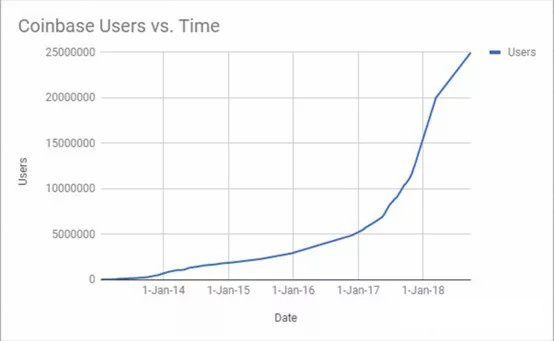 Coinbase Users vs. Time
Users
25000000
20000000
15000000
10000000
5000000
0
Users
1-Jan-14 1-Jan-15 1-Jan-16 1-Jan-17 1-Jan-18
Date